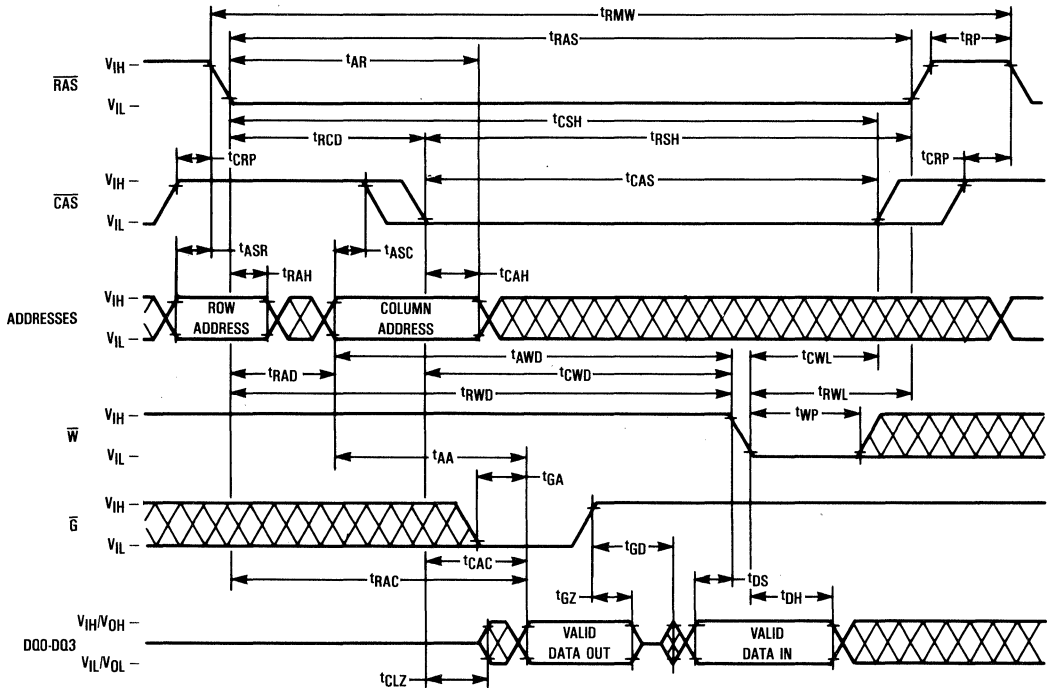 tRMW
tRAS
tRP
tAR
VIH –
RAS
VIL –
tCSH
tRCD
tRSH
tCRP
tCRP
VIH –
tCAS
CAS
VIL –
tASR
tASC
tRAH
tCAH
VIH –
ADDRESSES
ROW
ADDRESS
COLUMN
ADDRESS
VIL –
tAWD
tCWL
tRAD
tCWD
tRWD
tRWL
VIH –
tWP
W
VIL –
tAA
tGA
VIH –
G
VIL –
tGD
tCAC
tRAC
tDS
tGZ
tDH
VIH/VOH –
DQ0-DQ3
VALID
DATA OUT
VALID
DATA IN
VIL/VOL –
tCLZ